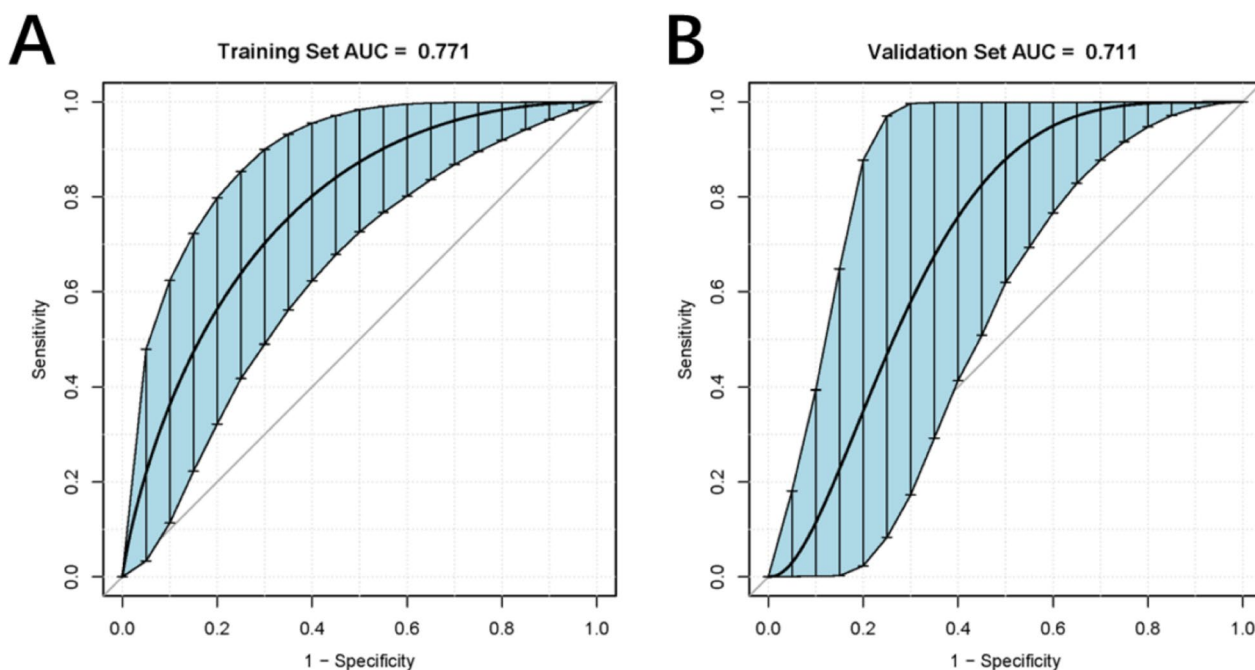 A
Training Set AUC = 0.771
Sensitivity
1.0
0.8
0.6
0.4
0.2
0.0
0.0 0.2 0.4 0.6 0.8 1.0
1 − Specificity
B
Validation Set AUC = 0.711
Sensitivity
1.0
0.8
0.6
0.4
0.2
0.0
0.0 0.2 0.4 0.6 0.8 1.0
1 − Specificity